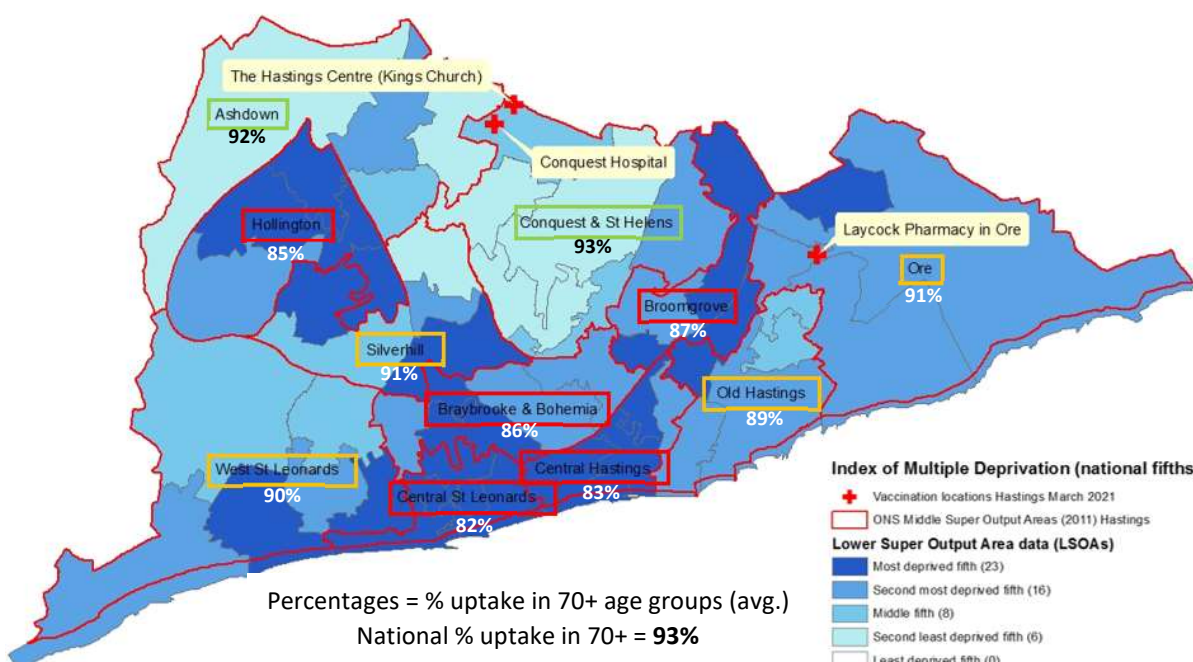 The Hastings Centre (Kings Church)
Ashdown
92%
Conquest Hospital
Hollington
85%
Conquest & St Helens
93%
Laycock Pharmacy in Ore
Ore
91%
Broomgrove
87%
Silverhill
91%
Old Hastings
89%
Braybrooke & Bohemia
86%
West St Leonards
90%
Central Hastings
83%
Central St Leonards
82%
Percentages = % uptake in 70+ age groups (avg.)
National % uptake in 70+ = 93%
Index of Multiple Deprivation (national fifths
Vaccination locations Hastings March 2021
ONS Middle Super Output Areas (2011) Hastings
Lower Super Output Area data (LSOAs)
Most deprived fifth (23)
Second most deprived fifth (16)
Middle fifth (8)
Second least deprived fifth (6)
Least deprived fifth (0)